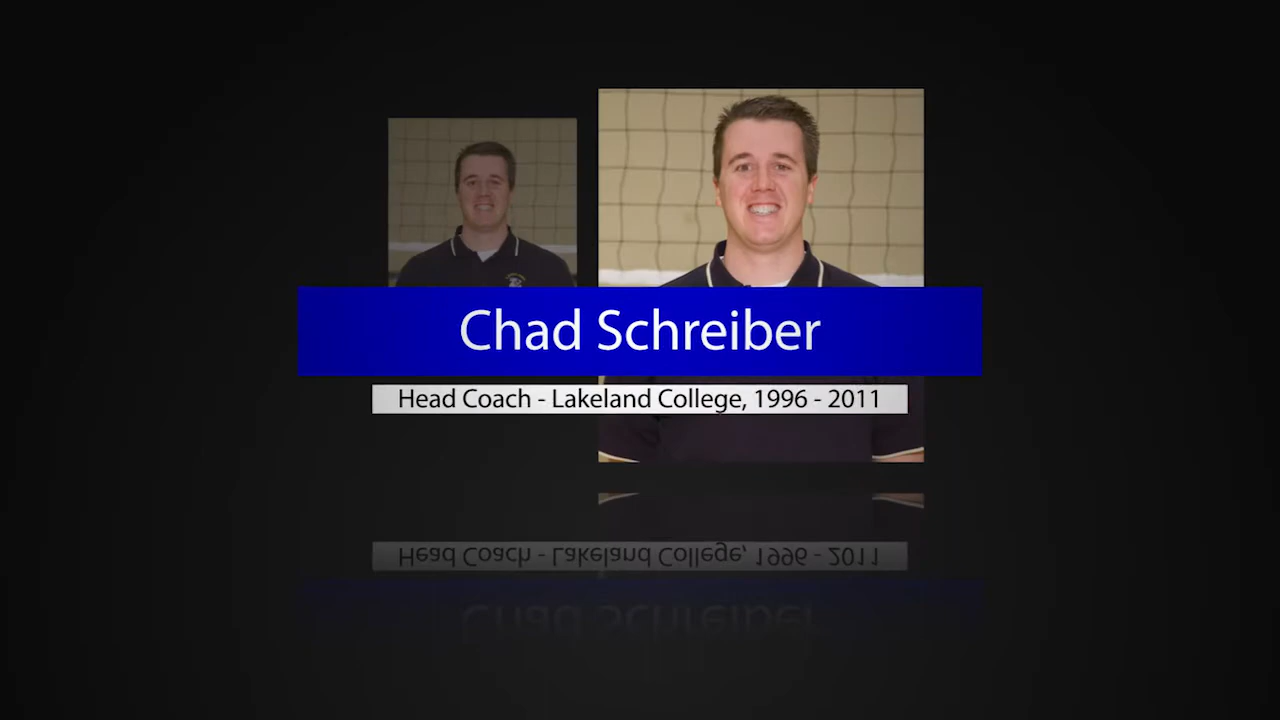 Chad Schreiber
Head Coach - Lakeland College, 1996 - 2011